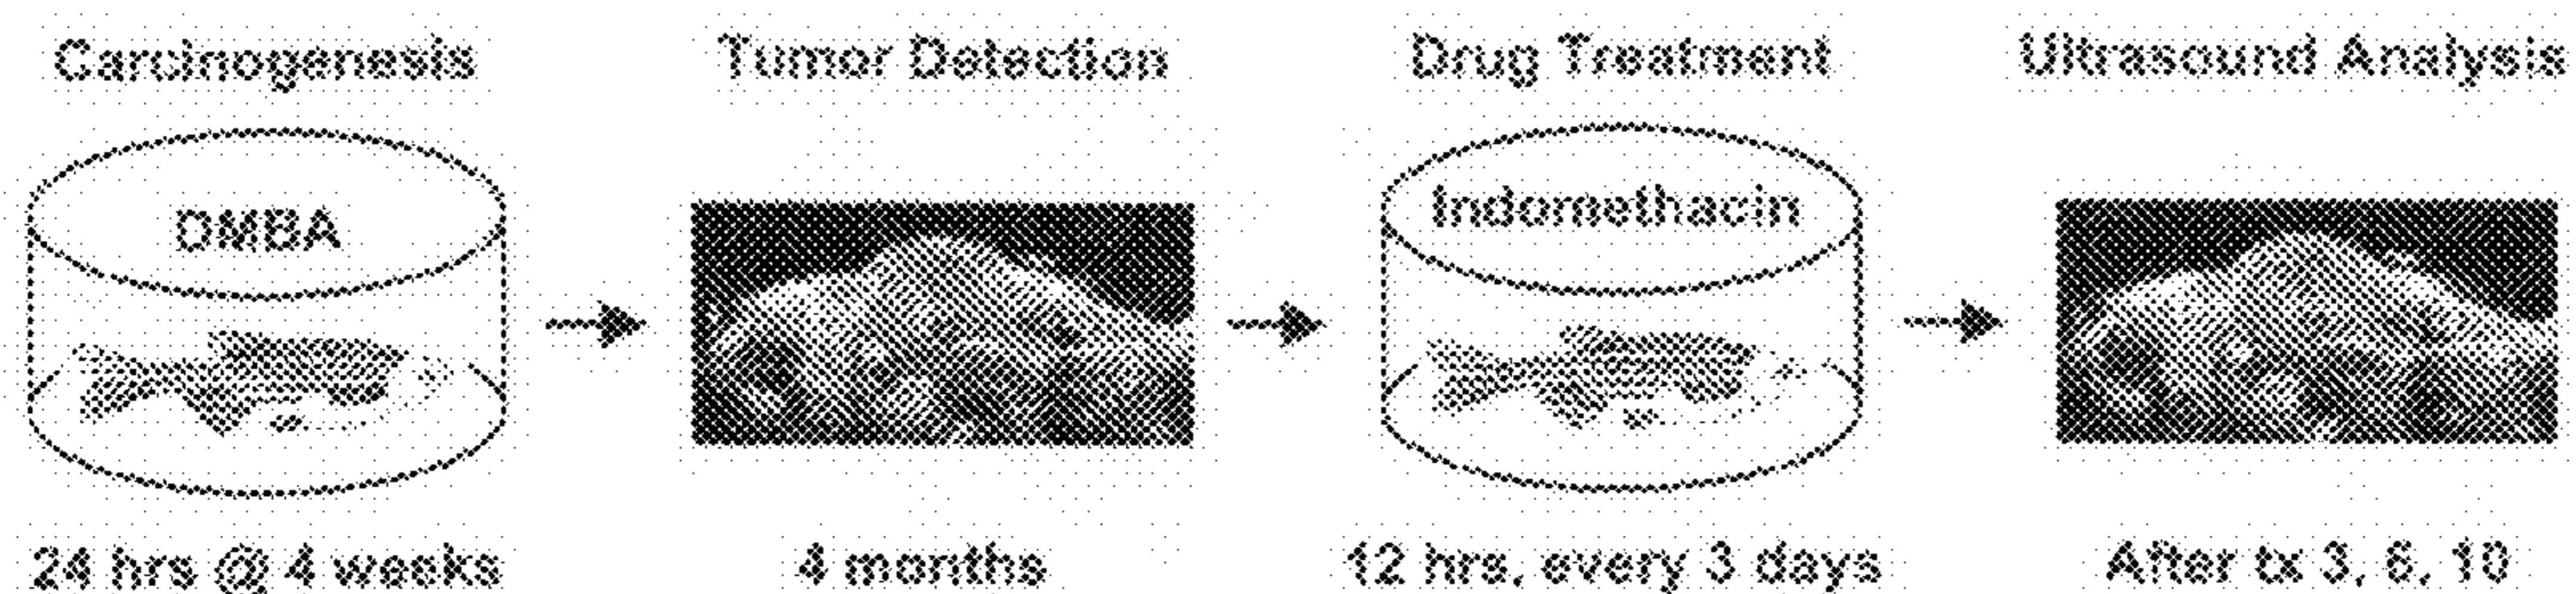 Carcinogenesis
Tumor Detection
Drug Treatment
Ultrasound Analysis
DMBA
Indomethacin
24 hrs @ 4 weeks
4 months
12 hrs, every 3 days
After tx 3, 6, 10